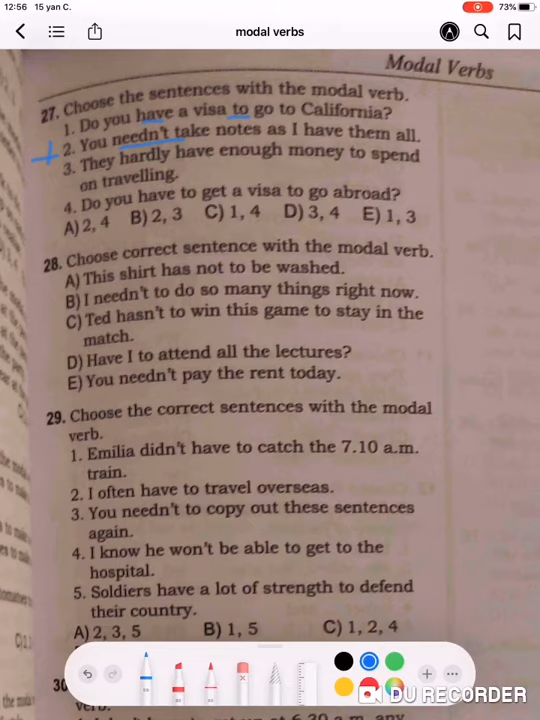 12:56 15 yan C. 73%
modal verbs
Modal Verbs
27. Choose the sentences with the modal verb.
1. Do you have a visa to go to California?
2. You needn't take notes as I have them all.
3. They hardly have enough money to spend
on travelling.
4. Do you have to get a visa to go abroad?
A) 2, 4 B) 2, 3 C) 1, 4 D) 3, 4 E) 1, 3
28. Choose correct sentence with the modal verb.
A) This shirt has not to be washed.
B) I needn't to do so many things right now.
C) Ted hasn't to win this game to stay in the
match.
D) Have I to attend all the lectures?
E) You needn't pay the rent today.
29. Choose the correct sentences with the modal
verb.
1. Emilia didn't have to catch the 7.10 a.m.
train.
2. I often have to travel overseas.
3. You needn't to copy out these sentences
again.
4. I know he won't be able to get to the
hospital.
5. Soldiers have a lot of strength to defend
their country.
A) 2, 3, 5 B) 1, 5 C) 1, 2, 4
30
verb.
DU RECORDER